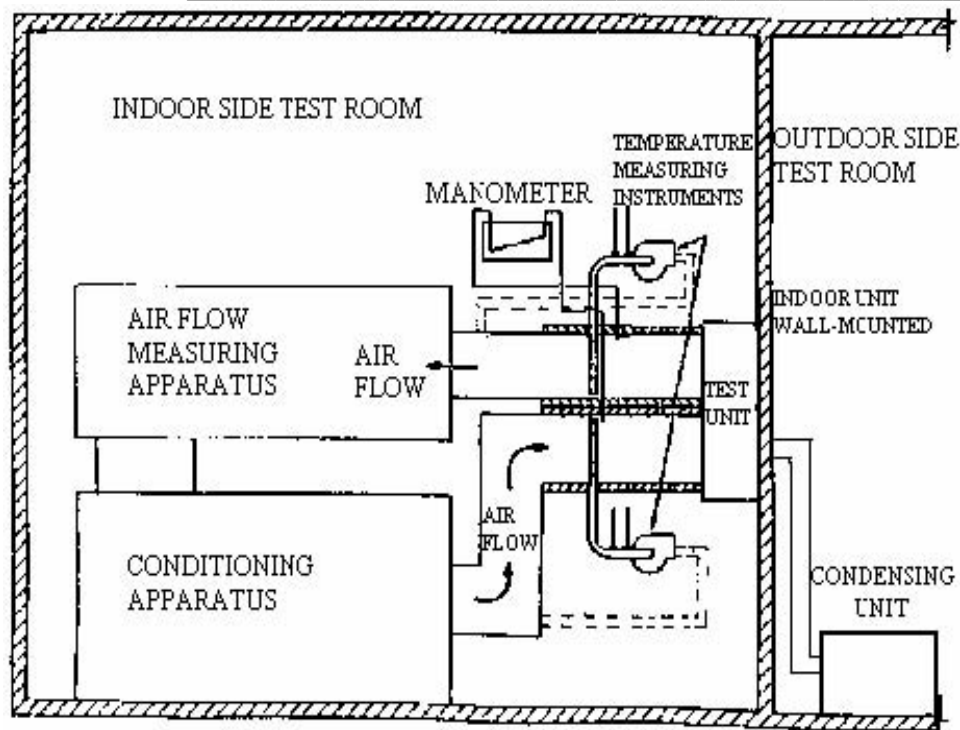 INDOOR SIDE TEST ROOM
TEMPERATURE
MEASURING
INSTRUMENTS
OUTDOOR SIDE
TEST ROOM
MANOMETER
INDOOR UNIT
WALL-MOUNTED
AIR FLOW
MEASURING
APPARATUS
AIR
FLOW
TEST
UNIT
AIR
FLOW
CONDITIONING
APPARATUS
CONDENSING
UNIT